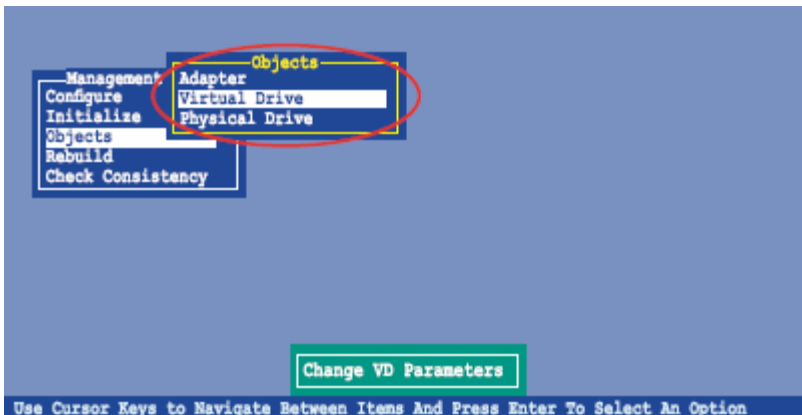 Management
Configure
Initialize
Objects
Rebuild
Check Consistency
Objects
Adapter
Virtual Drive
Physical Drive
Change VD Parameters
Use Cursor Keys to Navigate Between Items And Press Enter To Select An Option